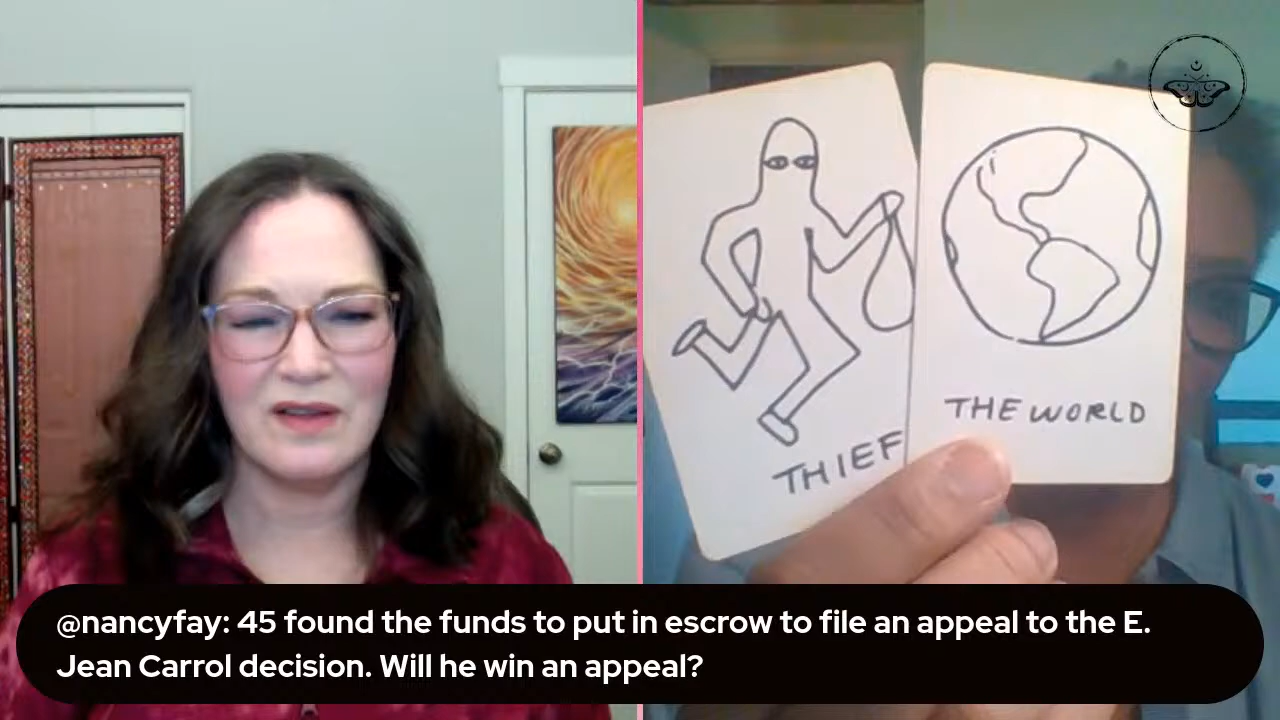 THIEF
THE WORLD
@nancyfay: 45 found the funds to put in escrow to file an appeal to the E.
Jean Carrol decision. Will he win an appeal?